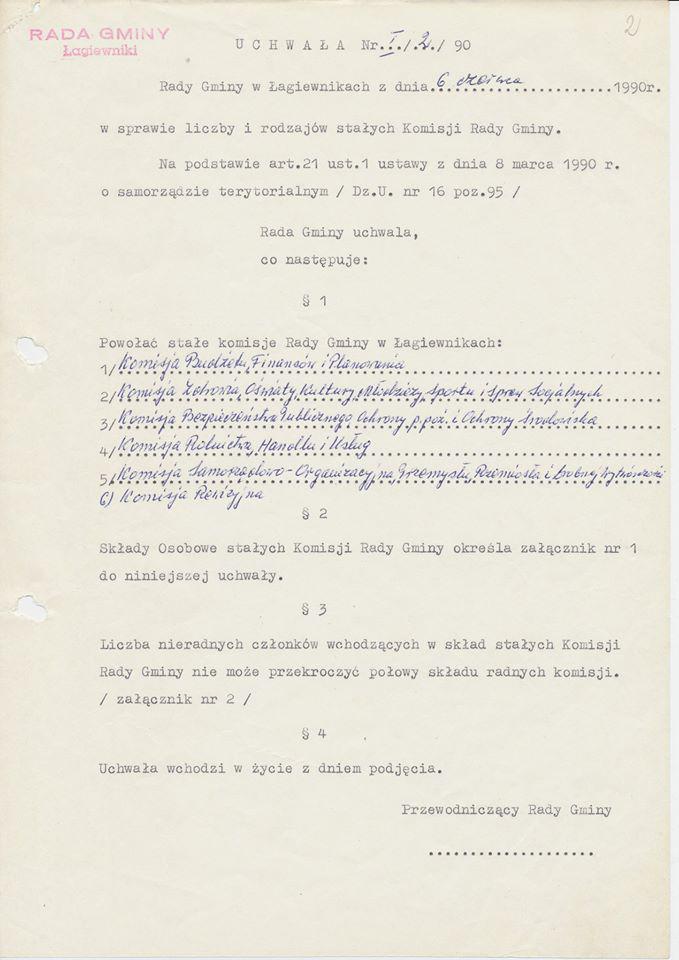 2
RADA GMINY
Łagiewniki
UCHWAŁA Nr. I /2/ 90
Rady Gminy w Łagiewnikach z dnia 6 czerwca 1990r.
w sprawie liczby i rodzajów stałych Komisji Rady Gminy.
Na podstawie art.21 ust.1 ustawy z dnia 8 marca 1990 r.
o samorządzie terytorialnym / Dz.U. nr 16 poz.95 /
Rada Gminy uchwala,
co następuje:
§ 1
Powołać stałe komisje Rady Gminy w Łagiewnikach:
1/ Komisja Budżetu, Finansów i Planowania
2/ Komisja Zdrowia, Oświaty, Kultury, Młodzieży, Sportu i Spraw Socjalnych
3/ Komisja Bezpieczeństwa Publicznego Ochrony p.poż. i Ochrony Środowiska
4/ Komisja Rolnictwa, Handlu i Usług
5/ Komisja Samorządowo-Organizacyjna, Przemysłu, Rzemiosła i Drobnej Wytwórczości
6) Komisja Rewizyjna
§ 2
Składy Osobowe stałych Komisji Rady Gminy określa załącznik nr 1
do niniejszej uchwały.
§ 3
Liczba nieradnych członków wchodzących w skład stałych Komisji
Rady Gminy nie może przekroczyć połowy składu radnych komisji.
/ załącznik nr 2 /
§ 4
Uchwała wchodzi w życie z dniem podjęcia.
Przewodniczący Rady Gminy
....................